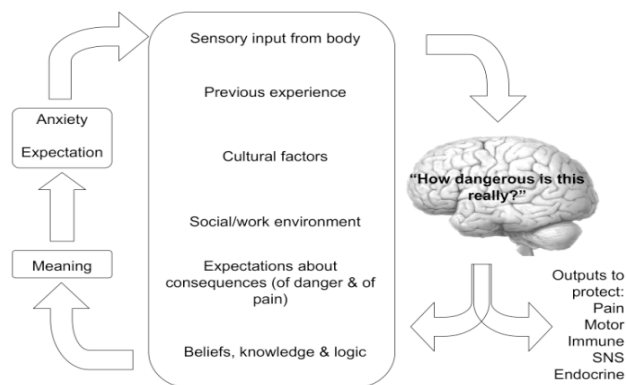 Sensory input from body
Previous experience
Cultural factors
Social/work environment
Expectations about
consequences (of danger & of
pain)
Beliefs, knowledge & logic
Anxiety
Expectation
Meaning
“How dangerous is this
really?”
Outputs to
protect:
Pain
Motor
Immune
SNS
Endocrine